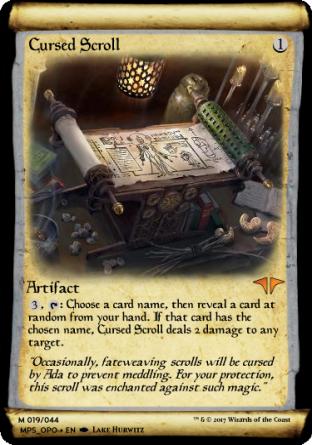 Cursed Scroll 1
Artifact
3, T: Choose a card name, then reveal a card at
random from your hand. If that card has the
chosen name, Cursed Scroll deals 2 damage to any
target.
"Occasionally, fateweaving scrolls will be cursed
by Ada to prevent meddling. For your protection,
this scroll was enchanted against such magic."
M 019/044
MPS_OPO • EN Lake Hurwitz
™ & © 2017 Wizards of the Coast